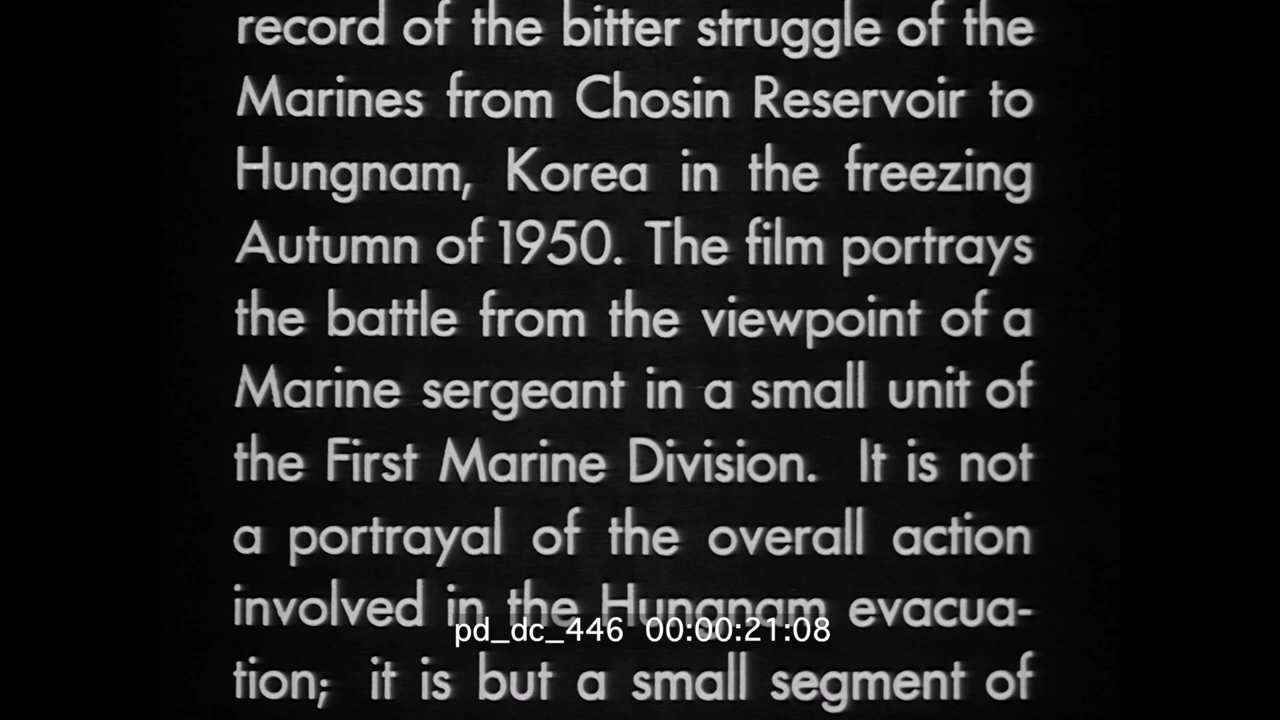 record of the bitter struggle of the
Marines from Chosin Reservoir to
Hungnam, Korea in the freezing
Autumn of 1950. The film portrays
the battle from the viewpoint of a
Marine sergeant in a small unit of
the First Marine Division. It is not
a portrayal of the overall action
involved in the Hungnam evacua-
pd_dc_446 00:00:21:08
tion; it is but a small segment of